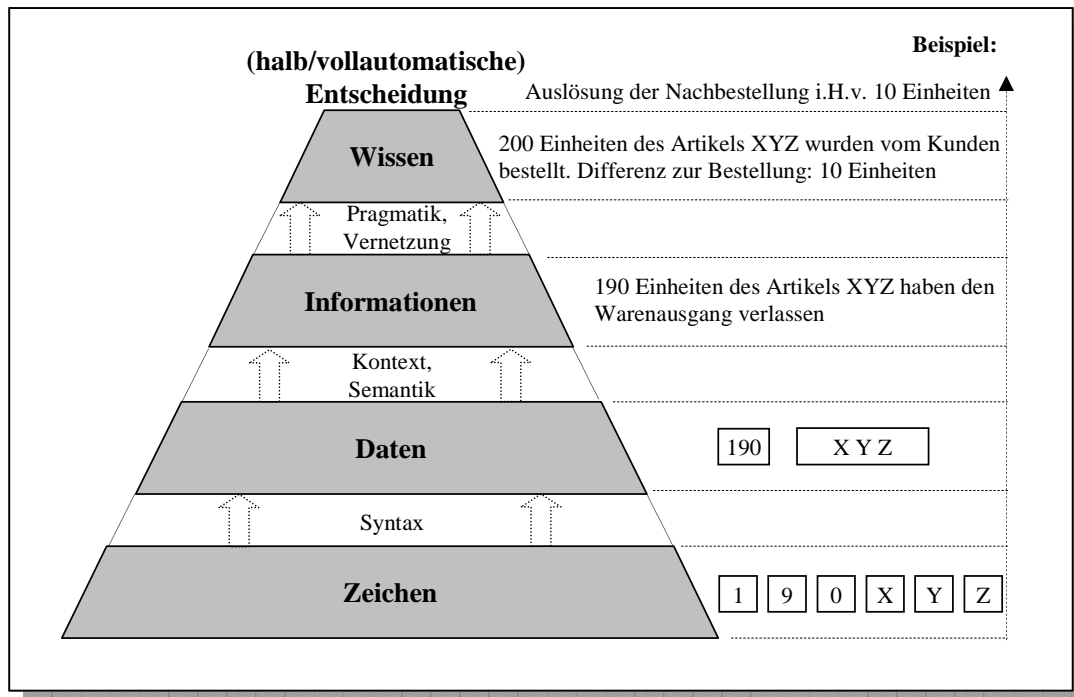 Beispiel:
(halb/vollautomatische)
Entscheidung
Auslösung der Nachbestellung i.H.v. 10 Einheiten
Wissen
200 Einheiten des Artikels XYZ wurden vom Kunden
bestellt. Differenz zur Bestellung: 10 Einheiten
Pragmatik,
Vernetzung
Informationen
190 Einheiten des Artikels XYZ haben den
Warenausgang verlassen
Kontext,
Semantik
Daten
190 X Y Z
Syntax
Zeichen
1 9 0 X Y Z